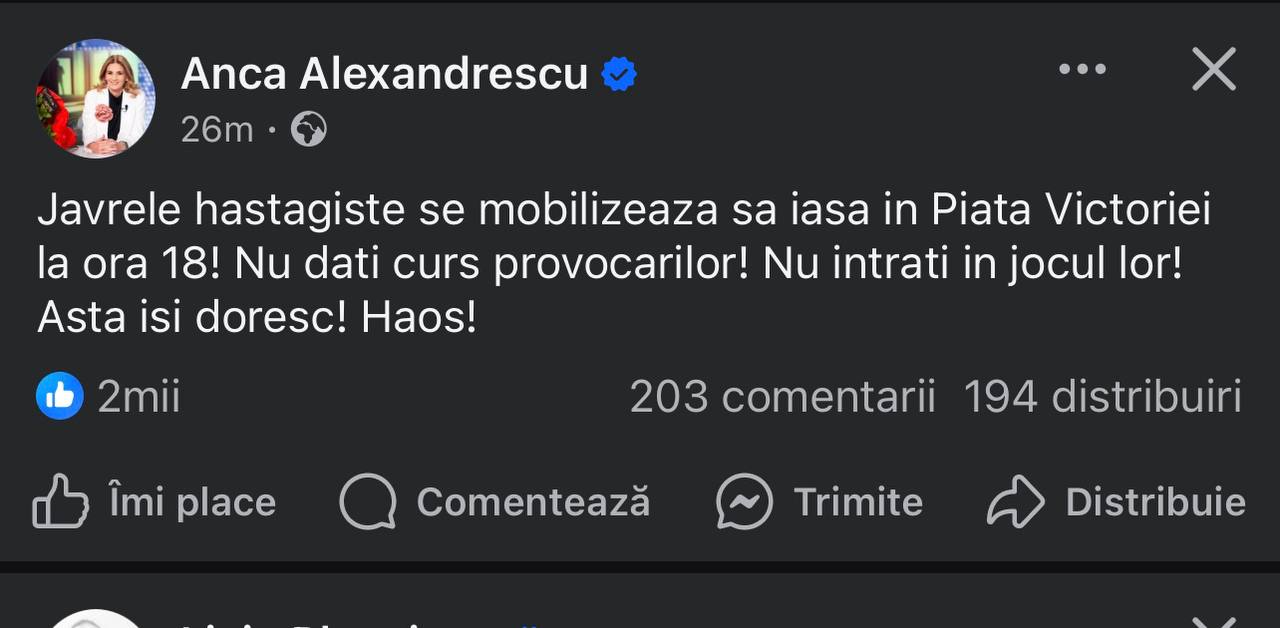 Anca Alexandrescu
26m ·
Javrele hastagiste se mobilizeaza sa iasa in Piata Victoriei
la ora 18! Nu dati curs provocarilor! Nu intrati in jocul lor!
Asta isi doresc! Haos!
2mii 203 comentarii 194 distribuiri
Îmi place Comentează Trimite Distribuie